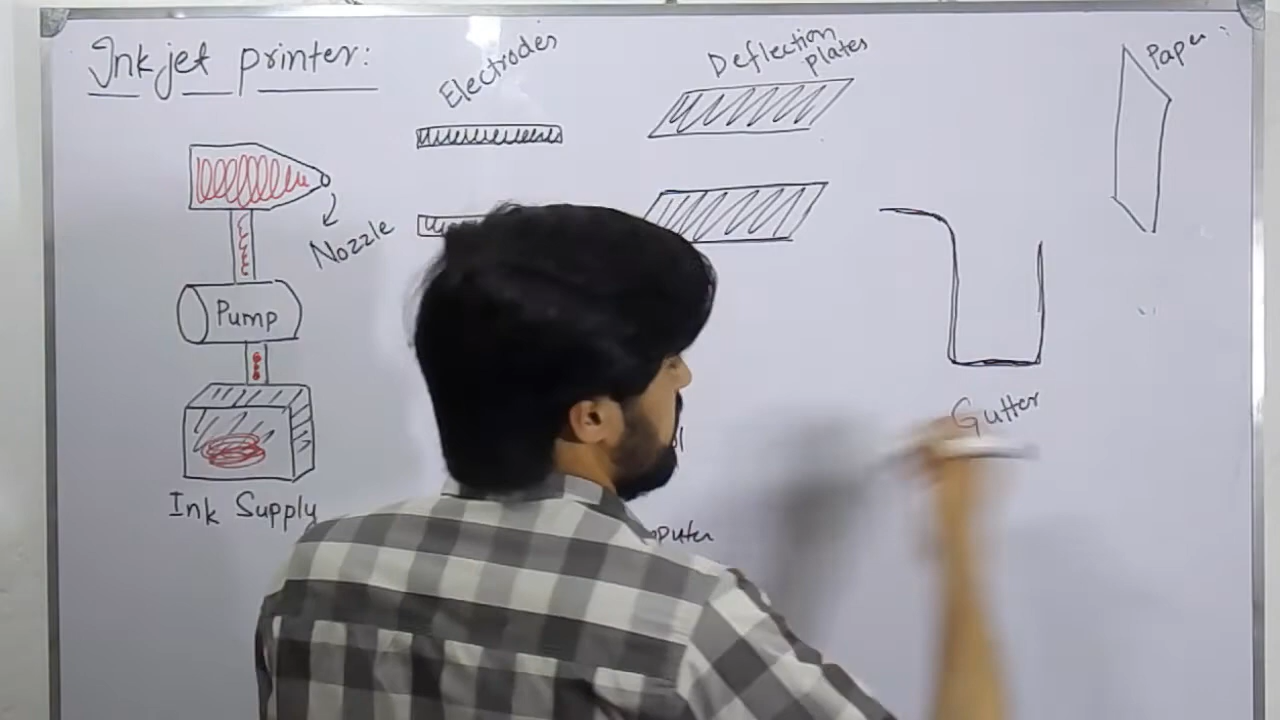 Inkjet printer:
Electrodes
Deflection
plates
Paper
Nozzle
Pump
Gutter
Ink Supply